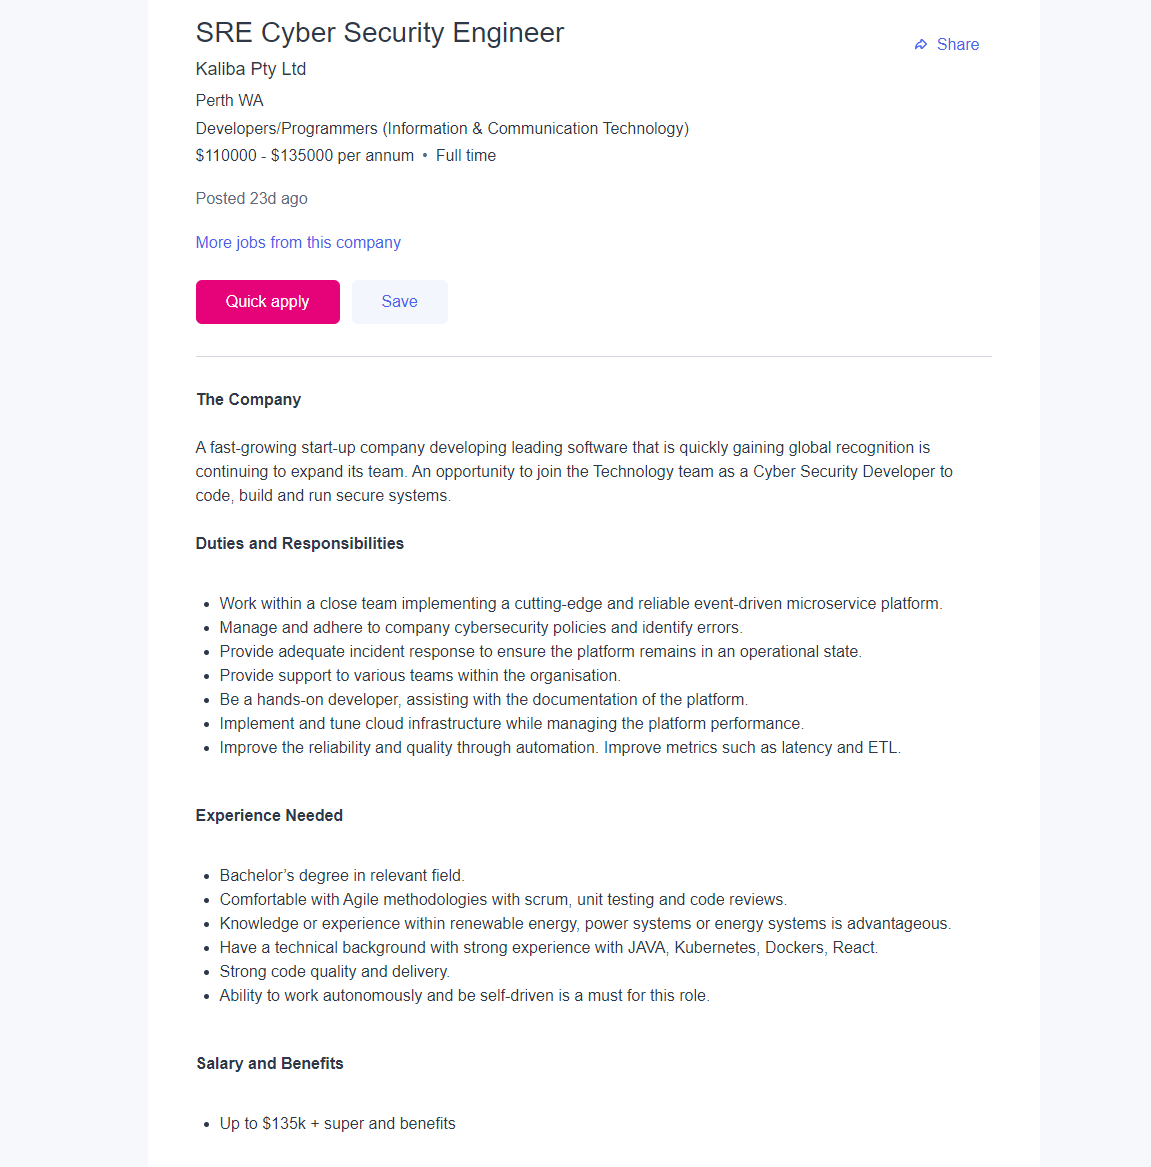 SRE Cyber Security Engineer
Share
Kaliba Pty Ltd
Perth WA
Developers/Programmers (Information & Communication Technology)
$110000 - $135000 per annum • Full time
Posted 23d ago
More jobs from this company
Quick apply
Save
The Company
A fast-growing start-up company developing leading software that is quickly gaining global recognition is
continuing to expand its team. An opportunity to join the Technology team as a Cyber Security Developer to
code, build and run secure systems.
Duties and Responsibilities
• Work within a close team implementing a cutting-edge and reliable event-driven microservice platform.
• Manage and adhere to company cybersecurity policies and identify errors.
• Provide adequate incident response to ensure the platform remains in an operational state.
• Provide support to various teams within the organisation.
• Be a hands-on developer, assisting with the documentation of the platform.
• Implement and tune cloud infrastructure while managing the platform performance.
• Improve the reliability and quality through automation. Improve metrics such as latency and ETL.
Experience Needed
• Bachelor’s degree in relevant field.
• Comfortable with Agile methodologies with scrum, unit testing and code reviews.
• Knowledge or experience within renewable energy, power systems or energy systems is advantageous.
• Have a technical background with strong experience with JAVA, Kubernetes, Dockers, React.
• Strong code quality and delivery.
• Ability to work autonomously and be self-driven is a must for this role.
Salary and Benefits
• Up to $135k + super and benefits